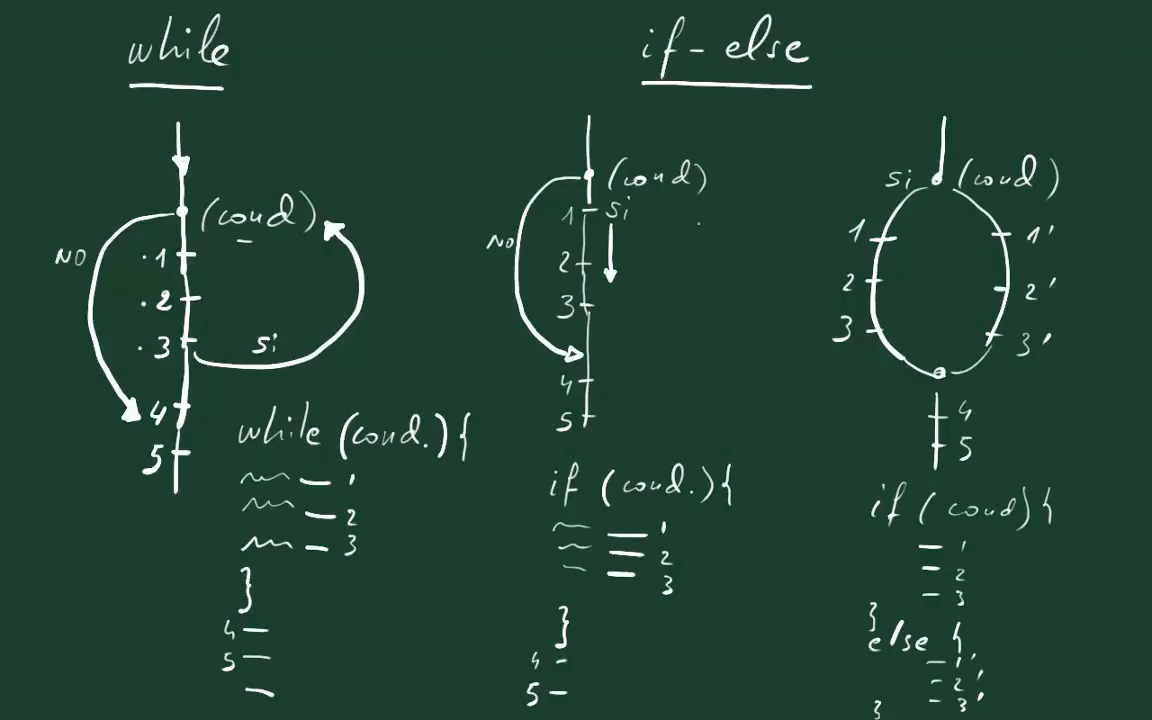 while
(cond)
NO
. 1
. 2
. 3
si
4
5
while (cond.) {
1
2
3
}
4
5
if - else
(cond)
si
NO
1
2
3
4
5
if (cond.) {
1
2
3
}
4
5
si (cond)
1 1'
2 2'
3 3'
4
5
if (cond) {
1
2
3
}
else {
1'
2'
3'
}